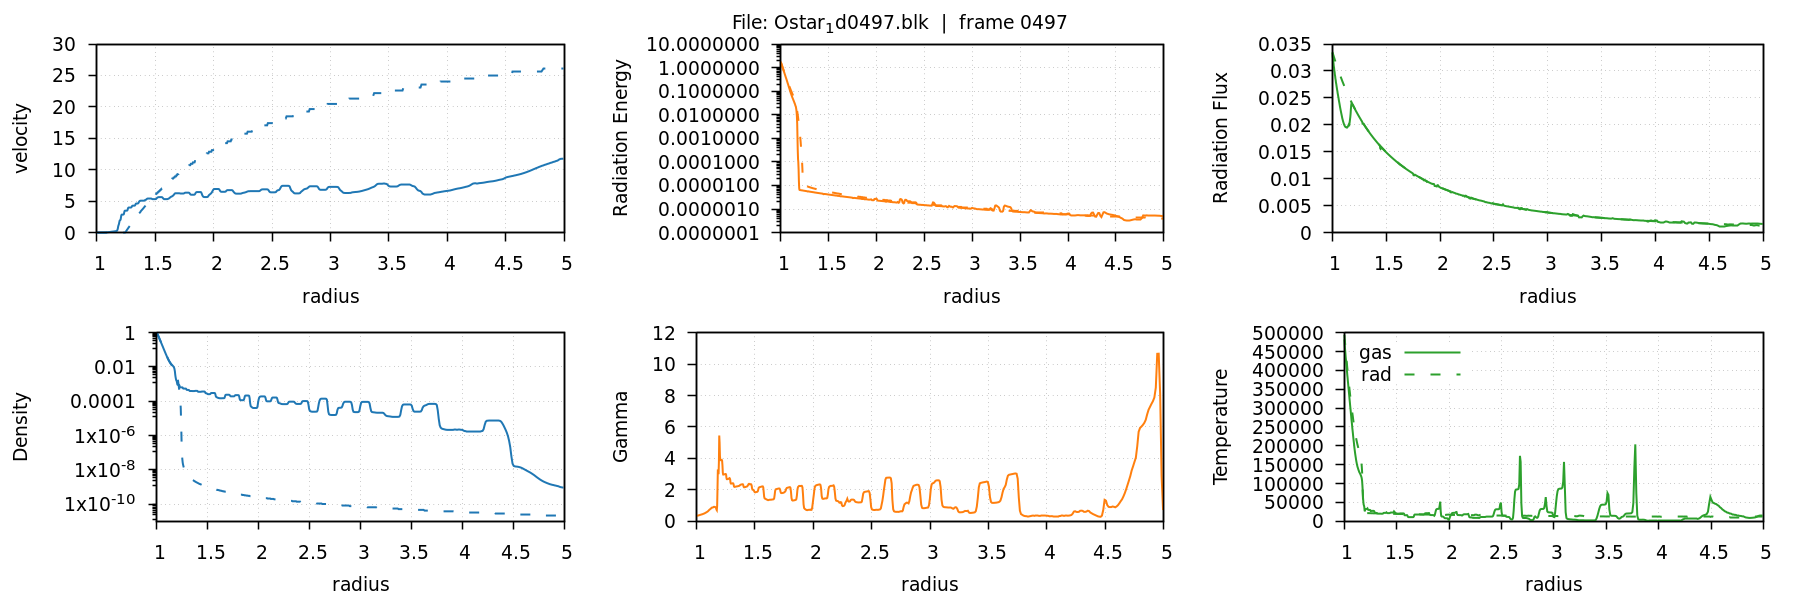 File: Ostar₁d0497.blk | frame 0497
velocity
30
25
20
15
10
5
0
1 1.5 2 2.5 3 3.5 4 4.5 5
radius
Radiation Energy
10.0000000
1.0000000
0.1000000
0.0100000
0.0010000
0.0001000
0.0000100
0.0000010
0.0000001
1 1.5 2 2.5 3 3.5 4 4.5 5
radius
Radiation Flux
0.035
0.03
0.025
0.02
0.015
0.01
0.005
0
1 1.5 2 2.5 3 3.5 4 4.5 5
radius
Density
1
0.01
0.0001
1x10⁻⁶
1x10⁻⁸
1x10⁻¹⁰
1 1.5 2 2.5 3 3.5 4 4.5 5
radius
Gamma
12
10
8
6
4
2
0
1 1.5 2 2.5 3 3.5 4 4.5 5
radius
Temperature
500000
450000
400000
350000
300000
250000
200000
150000
100000
50000
0
gas
rad
1 1.5 2 2.5 3 3.5 4 4.5 5
radius